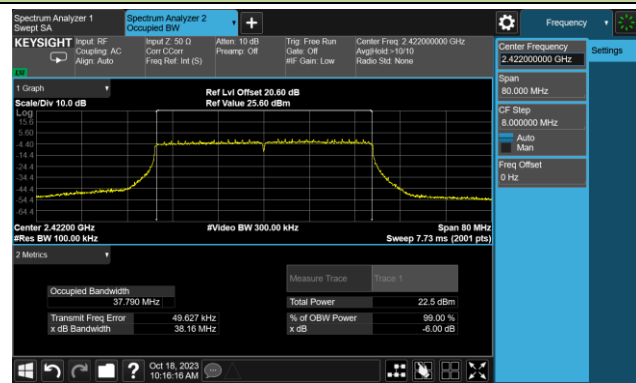 Spectrum Analyzer 1
Swept SA
Spectrum Analyzer 2
Occupied BW
Frequency
KEYSIGHT
Input: RF
Coupling: AC
Align: Auto
Input Z: 50 Ω
Corr CCorr
Freq Ref: Int (S)
Atten: 10 dB
Preamp: Off
Trig: Free Run
Gate: Off
#IF Gain: Low
Center Freq: 2.422000000 GHz
Avg|Hold:>10/10
Radio Std: None
Center Frequency
2.422000000 GHz
Settings
Span
80.000 MHz
CF Step
8.000000 MHz
Auto
Man
Freq Offset
0 Hz
1 Graph
Scale/Div 10.0 dB
Ref Lvl Offset 20.60 dB
Ref Value 25.60 dBm
Log
15.6
5.60
-4.40
-14.4
-24.4
-34.4
-44.4
-54.4
-64.4
Center 2.42200 GHz
#Res BW 100.00 kHz
#Video BW 300.00 kHz
Span 80 MHz
Sweep 7.73 ms (2001 pts)
2 Metrics
Measure Trace
Trace 1
Occupied Bandwidth
37.790 MHz
Total Power
22.5 dBm
Transmit Freq Error
49.627 kHz
% of OBW Power
99.00 %
x dB Bandwidth
38.16 MHz
x dB
-6.00 dB
Oct 18, 2023
10:16:16 AM